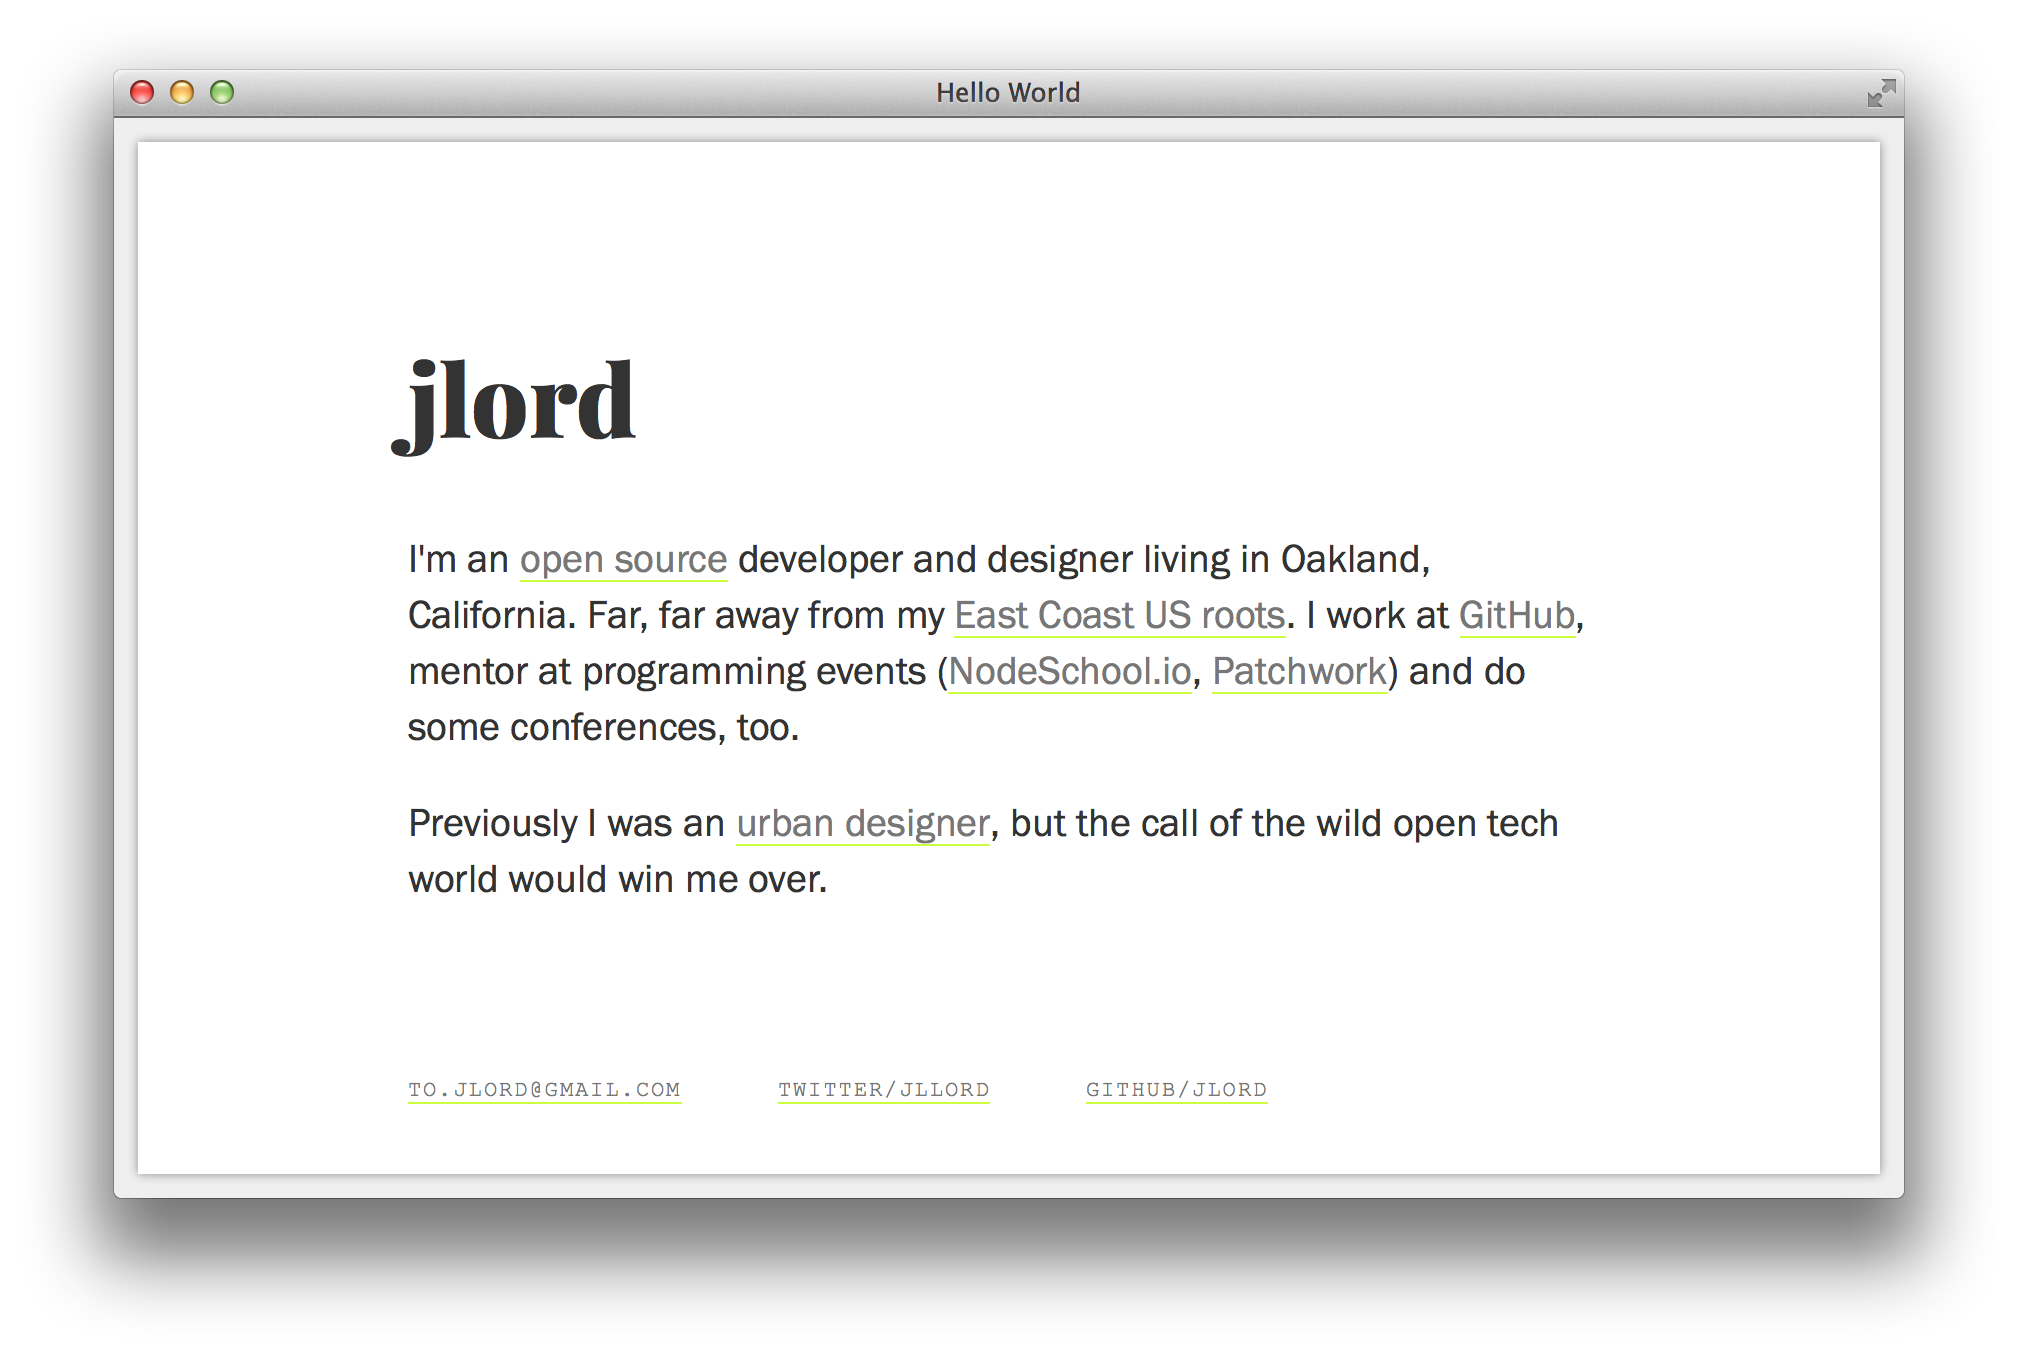 Hello World
jlord
I'm an open source developer and designer living in Oakland,
California. Far, far away from my East Coast US roots. I work at GitHub,
mentor at programming events (NodeSchool.io, Patchwork) and do
some conferences, too.
Previously I was an urban designer, but the call of the wild open tech
world would win me over.
TO.JLORD@GMAIL.COM TWITTER/JLLORD GITHUB/JLORD